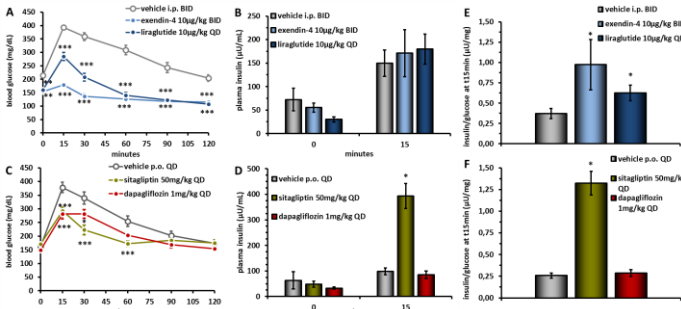 A
blood glucose (mg/dL)
450
400
350
300
250
200
150
100
50
0
vehicle i.p. BID
exendin-4 10µg/kg BID
liraglutide 10µg/kg QD
***
***
***
***
***
***
***
***
***
**
**
0 15 30 45 60 75 90 105 120
minutes
B
plasma insulin (µU/mL)
250
200
150
100
50
0
vehicle i.p. BID
exendin-4 10µg/kg BID
liraglutide 10µg/kg QD
0 15
minutes
E
insulin/glucose at t15min (µU/mg)
1,50
1,25
1,00
0,75
0,50
0,25
0,00
vehicle i.p. BID
exendin-4 10µg/kg BID
liraglutide 10µg/kg QD
*
*
C
blood glucose (mg/dL)
450
400
350
300
250
200
150
100
50
0
vehicle p.o. QD
sitagliptin 50mg/kg QD
dapagliflozin 1mg/kg QD
***
***
***
***
0 15 30 45 60 75 90 105 120
D
plasma insulin (µU/mL)
500
400
300
200
100
0
vehicle p.o. QD
sitagliptin 50mg/kg QD
dapagliflozin 1mg/kg QD
*
0 15
F
insulin/glucose at t15min (µU/mg)
1,50
1,25
1,00
0,75
0,50
0,25
0,00
vehicle p.o. QD
sitagliptin 50mg/kg
QD
dapagliflozin
1mg/kg QD
*